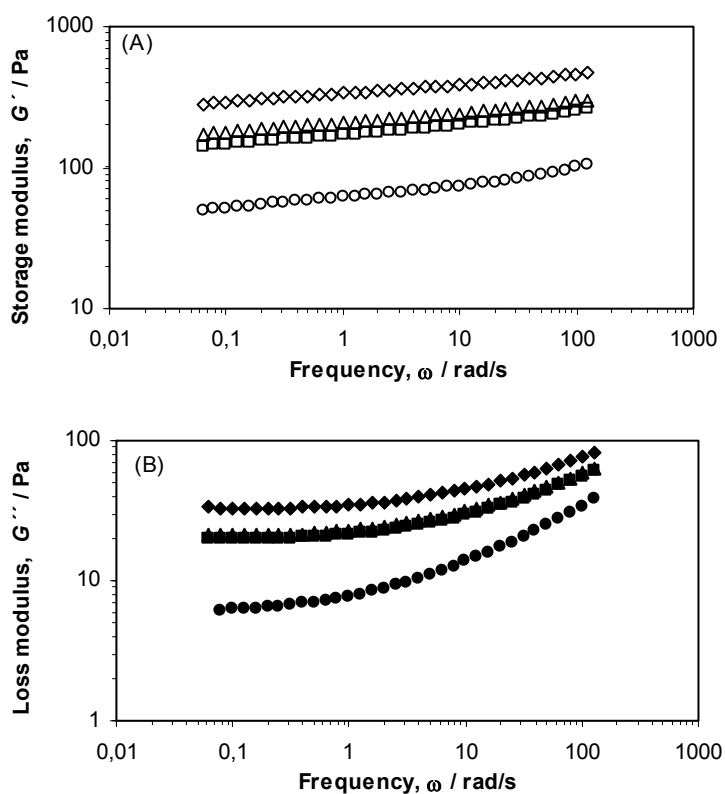 (A)
1000
100
10
0,01 0,1 1 10 100 1000
Storage modulus, G´ / Pa
Frequency, ω / rad/s
(B)
100
10
1
0,01 0,1 1 10 100 1000
Loss modulus, G´´ / Pa
Frequency, ω / rad/s